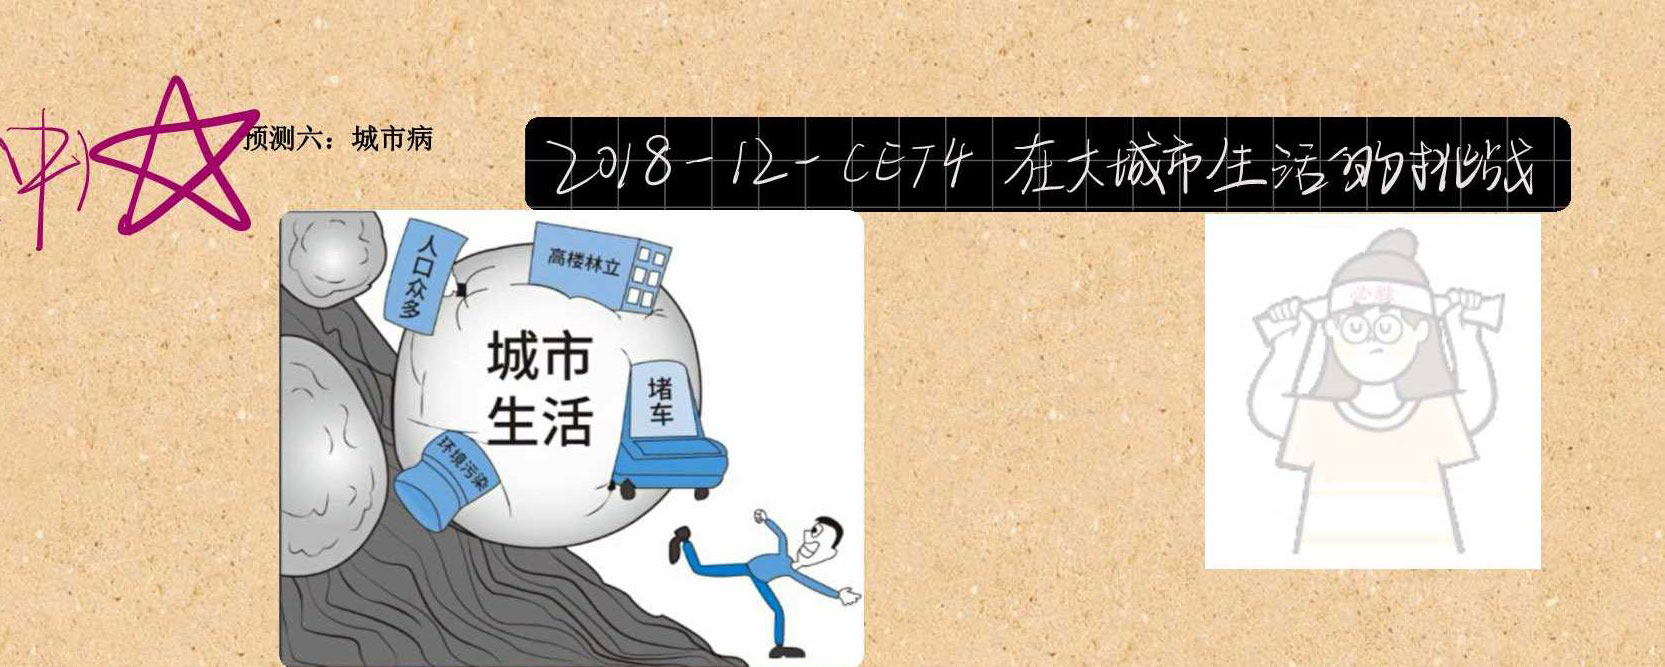 预测六：城市病
2018-12-CET4 在大城市生活的挑战
人口众多
高楼林立
城市
生活
堵车
环境污染
必胜